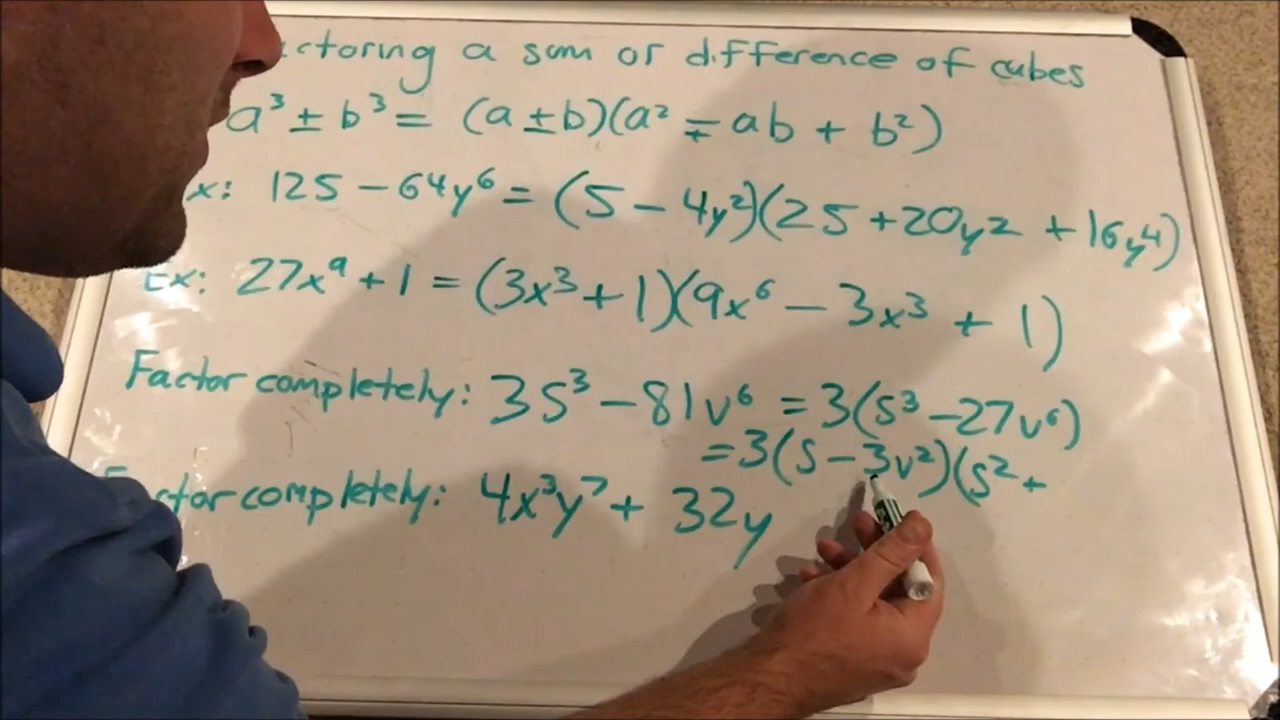 ctoring a sum or difference of cubes
a³ ± b³ = (a ± b)(a² ∓ ab + b²)
x: 125 - 64y⁶ = (5 - 4y²)(25 + 20y² + 16y⁴)
Ex: 27x⁹ + 1 = (3x³ + 1)(9x⁶ - 3x³ + 1)
Factor completely: 3s³ - 81v⁶ = 3(s³ - 27v⁶)
= 3(s - 3v²)(s² +
Factor completely: 4x³y⁷ + 32y